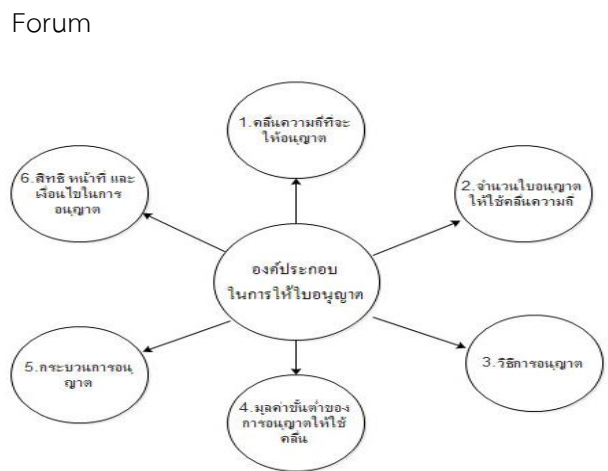 Forum
1.คลื่นความถี่ที่จะ
ให้อนุญาต
6.สิทธิ หน้าที่ และ
เงื่อนไขในการ
อนุญาต
2.จำนวนใบอนุญาต
ให้ใช้คลื่นความถี่
องค์ประกอบ
ในการให้ใบอนุญาต
5.กระบวนการอนุ
ญาต
3.วิธีการอนุญาต
4.มูลค่าขั้นต่ำของ
การอนุญาตให้ใช้
คลื่น